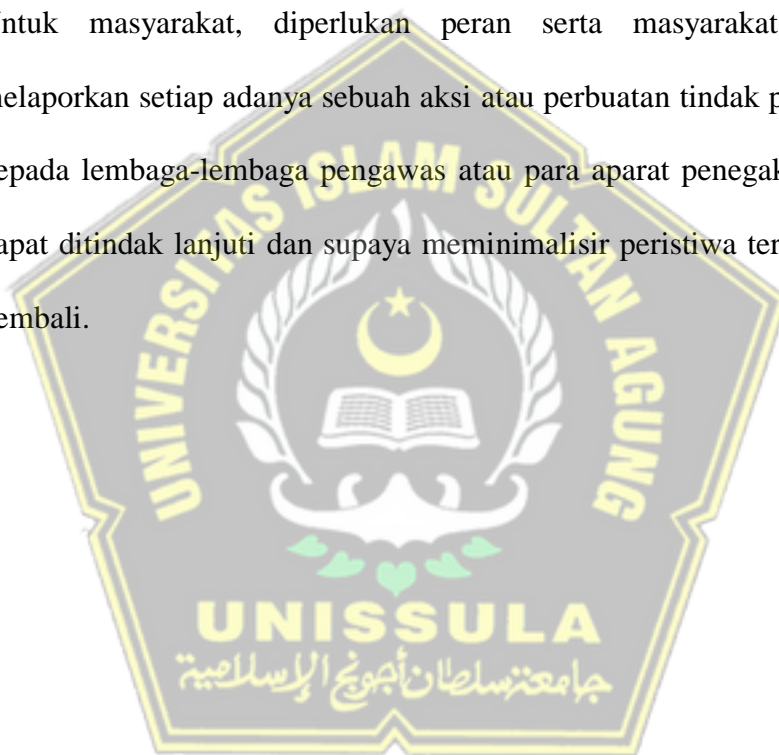 ntuk masyarakat, diperlukan peran serta masyarakat
melaporkan setiap adanya sebuah aksi atau perbuatan tindak p
epada lembaga-lembaga pengawas atau para aparat penegak
apat ditindak lanjuti dan supaya meminimalisir peristiwa ter
embali.
UNIVERSITAS ISLAM SULTAN AGUNG
UNISSULA
جامعة سلطان أجونج الإسلامية